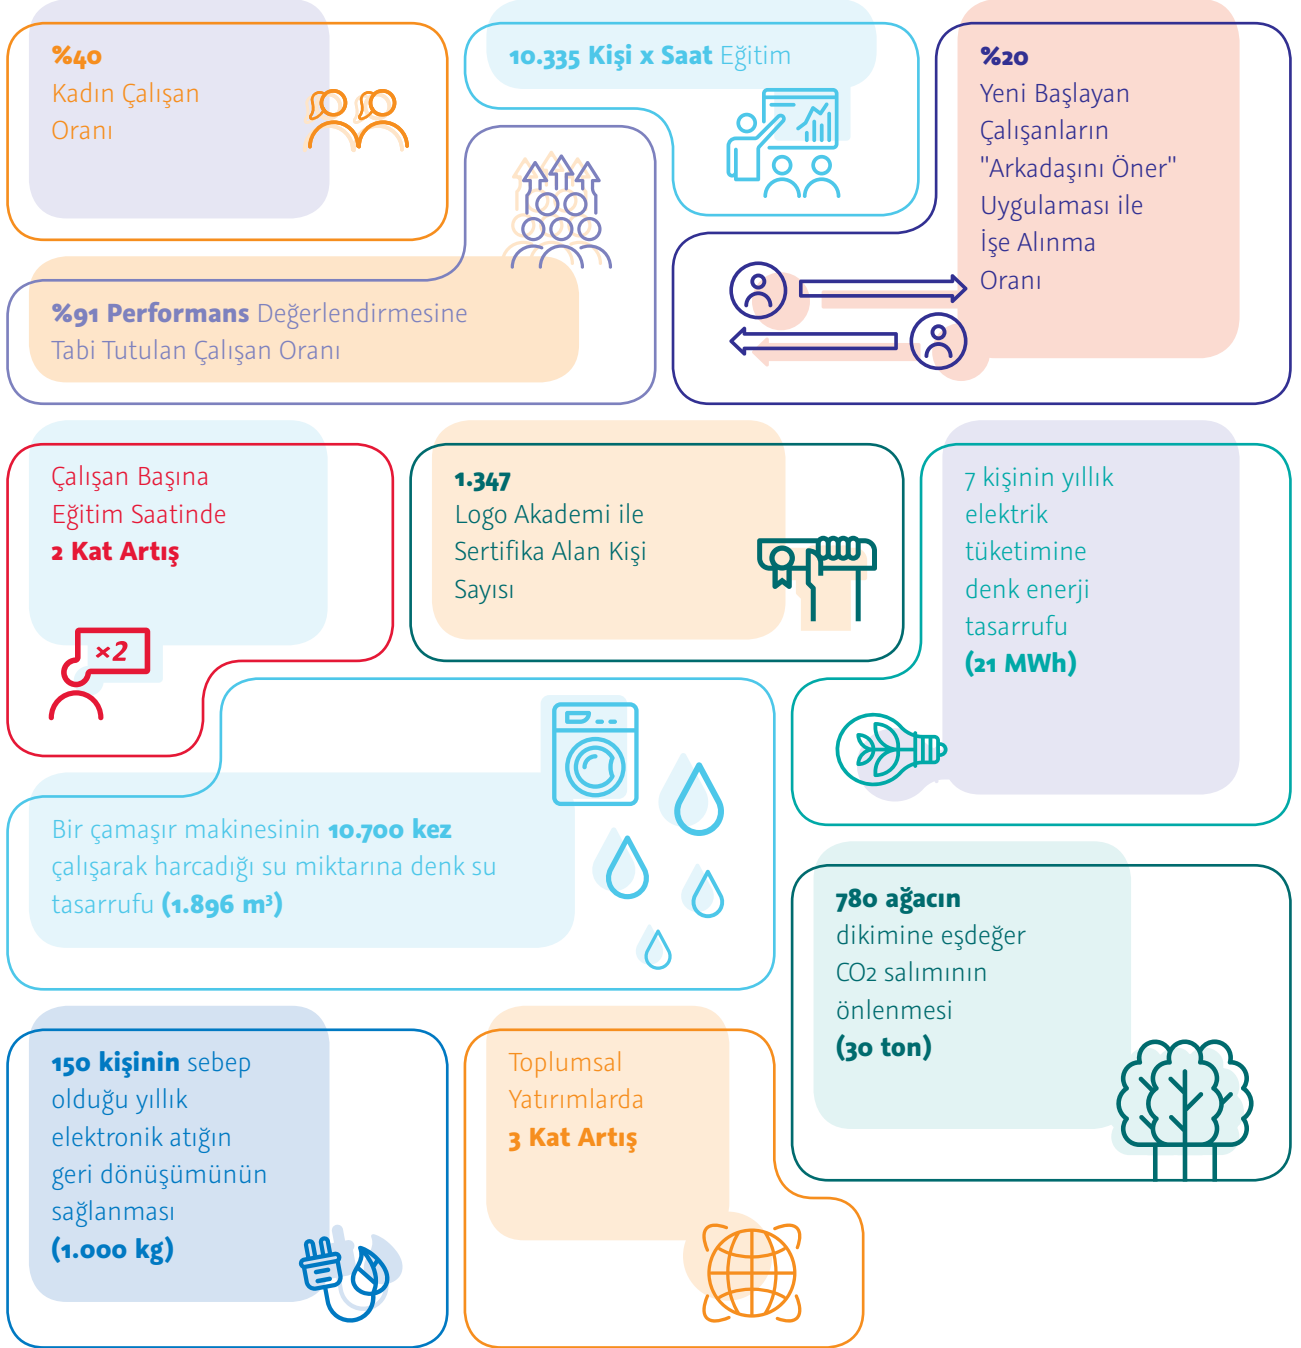 %40
Kadın Çalışan
Oranı
10.335 Kişi x Saat Eğitim
%20
Yeni Başlayan
Çalışanların
"Arkadaşını Öner"
Uygulaması ile
İşe Alınma
Oranı
%91 Performans Değerlendirmesine
Tabi Tutulan Çalışan Oranı
Çalışan Başına
Eğitim Saatinde
2 Kat Artış
×2
1.347
Logo Akademi ile
Sertifika Alan Kişi
Sayısı
7 kişinin yıllık
elektrik
tüketimine
denk enerji
tasarrufu
(21 MWh)
Bir çamaşır makinesinin 10.700 kez
çalışarak harcadığı su miktarına denk su
tasarrufu (1.896 m³)
780 ağacın
dikimine eşdeğer
CO2 salımının
önlenmesi
(30 ton)
150 kişinin sebep
olduğu yıllık
elektronik atığın
geri dönüşümünün
sağlanması
(1.000 kg)
Toplumsal
Yatırımlarda
3 Kat Artış